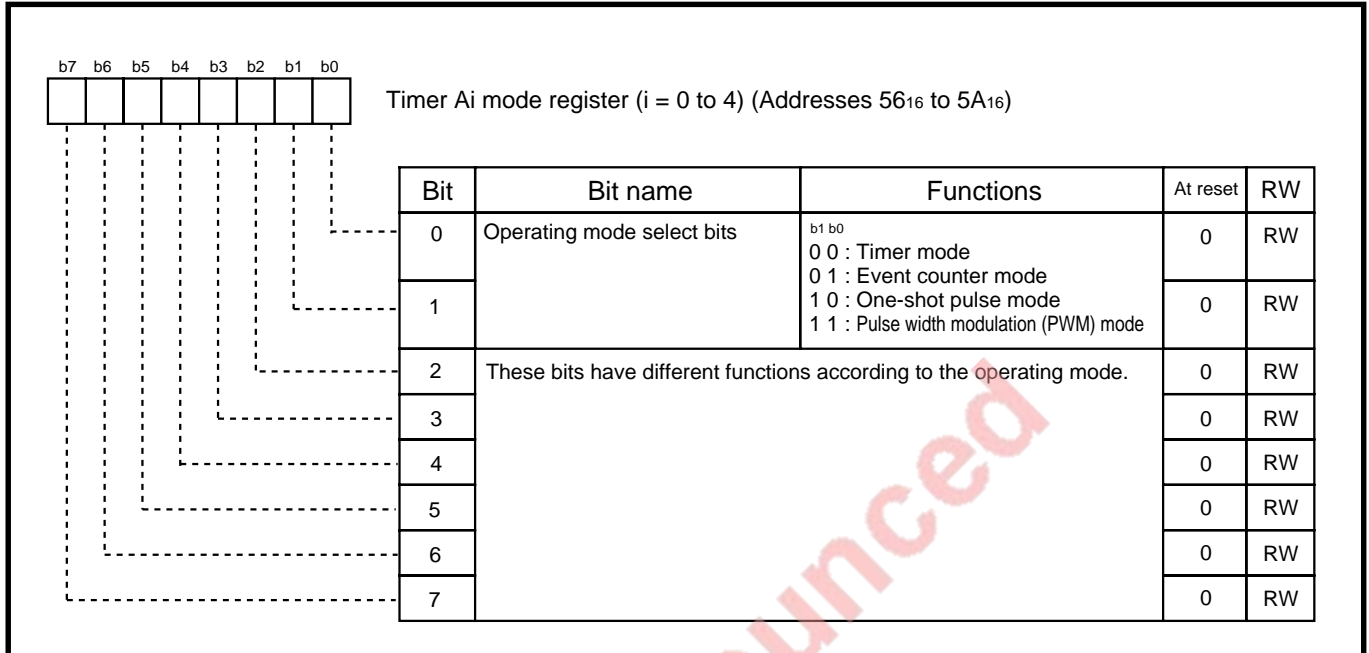 b7 b6 b5 b4 b3 b2 b1 b0
Timer Ai mode register (i = 0 to 4) (Addresses 5616 to 5A16)
Bit Bit name Functions At reset RW
0 Operating mode select bits b1 b0 0 RW
0 0 : Timer mode
0 1 : Event counter mode
1 1 0 : One-shot pulse mode 0 RW
1 1 : Pulse width modulation (PWM) mode
2 These bits have different functions according to the operating mode. 0 RW
3 0 RW
4 0 RW
5 0 RW
6 0 RW
7 0 RW